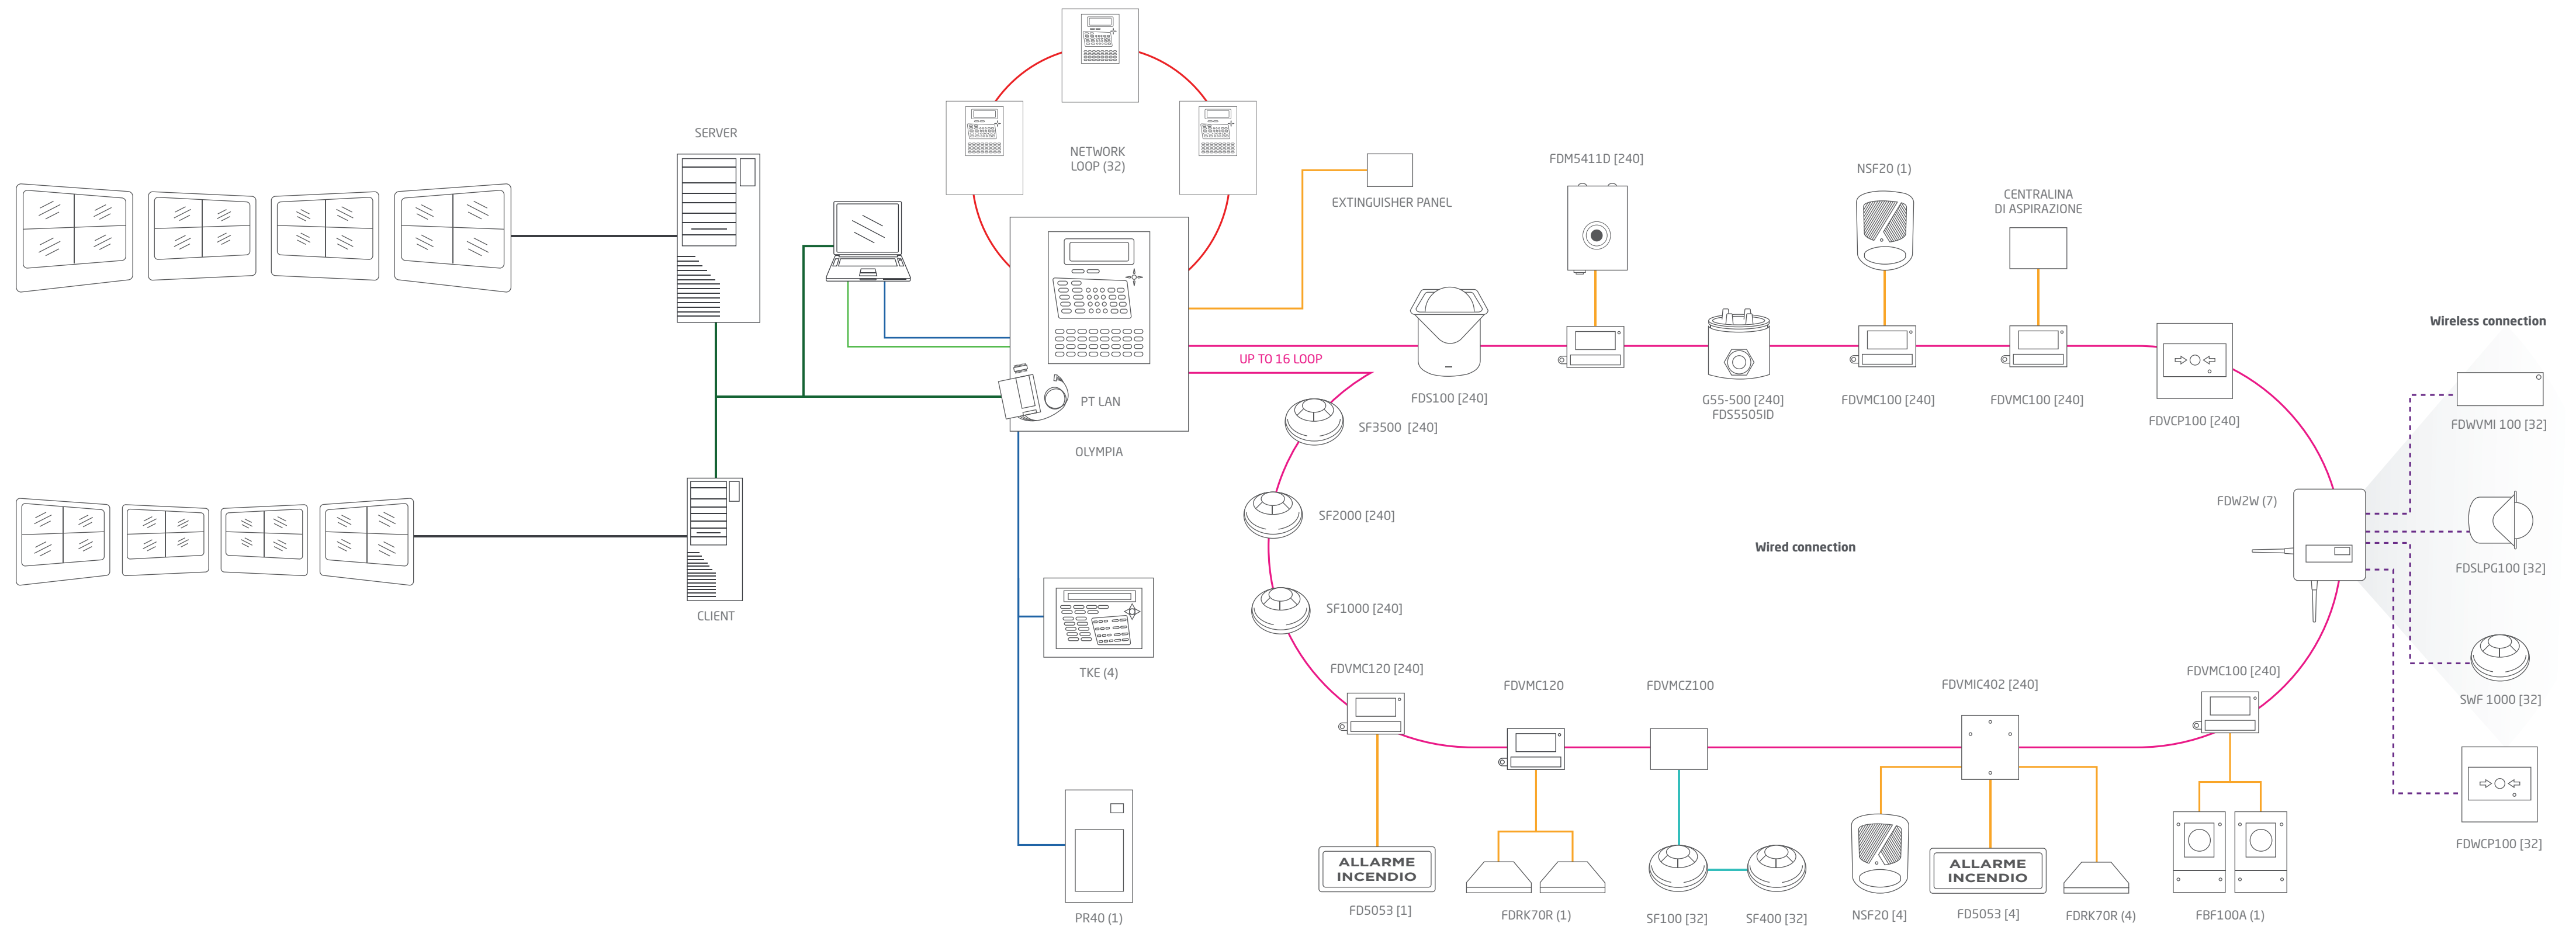 SERVER
NETWORK
LOOP (32)
EXTINGUISHER PANEL
FDM5411D [240]
NSF20 (1)
CENTRALINA
DI ASPIRAZIONE
Wireless connection
UP TO 16 LOOP
PT LAN
OLYMPIA
FDS100 [240]
G55-500 [240]
FDS5505ID
FDVMC100 [240]
FDVMC100 [240]
FDVCP100 [240]
FDWVMI 100 [32]
SF3500 [240]
SF2000 [240]
FDW2W (7)
Wired connection
FDSLPG100 [32]
CLIENT
SF1000 [240]
TKE (4)
FDVMC120 [240]
FDVMC120
FDVMCZ100
FDVMIC402 [240]
FDVMC100 [240]
SWF 1000 [32]
FDWCP100 [32]
ALLARME
INCENDIO
ALLARME
INCENDIO
PR40 (1)
FD5053 [1]
FDRK70R (1)
SF100 [32]
SF400 [32]
NSF20 [4]
FD5053 [4]
FDRK70R (4)
FBF100A (1)